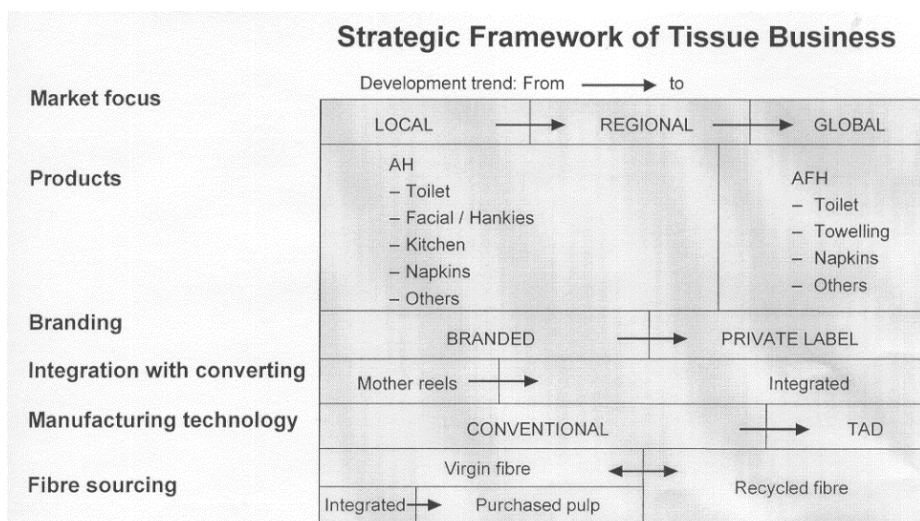 Strategic Framework of Tissue Business
Development trend: From to
Market focus
LOCAL REGIONAL GLOBAL
Products
AH
– Toilet
– Facial / Hankies
– Kitchen
– Napkins
– Others
AFH
– Toilet
– Towelling
– Napkins
– Others
Branding
BRANDED PRIVATE LABEL
Integration with converting
Mother reels Integrated
Manufacturing technology
CONVENTIONAL TAD
Fibre sourcing
Virgin fibre
Recycled fibre
Integrated Purchased pulp